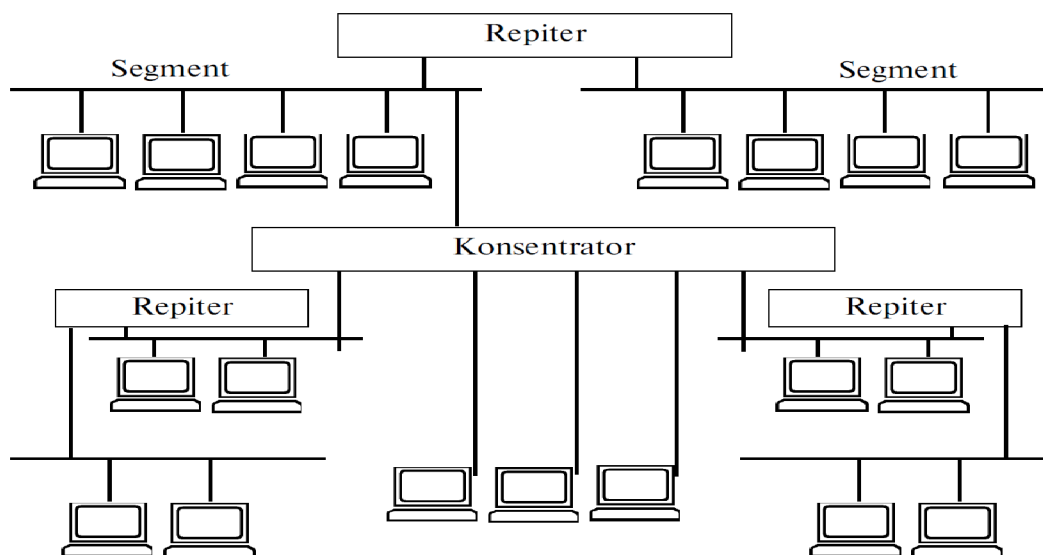 Repiter
Segment
Segment
Konsentrator
Repiter
Repiter